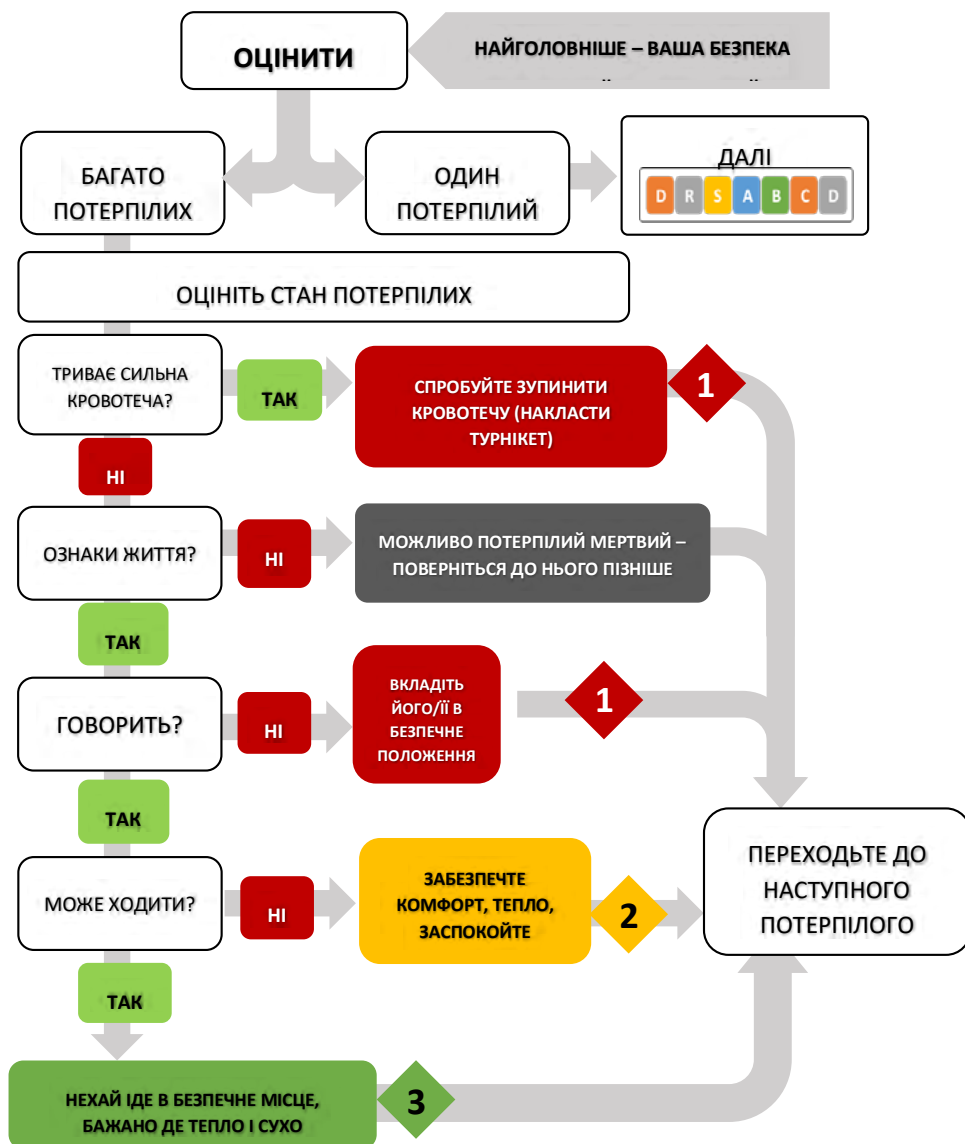 ОЦІНИТИ
НАЙГОЛОВНІШЕ – ВАША БЕЗПЕКА
БАГАТО
ПОТЕРПІЛИХ
ОДИН
ПОТЕРПІЛИЙ
ДАЛІ
D R S A B C D
ОЦІНІТЬ СТАН ПОТЕРПІЛИХ
ТРИВАЄ СИЛЬНА
КРОВОТЕЧА?
ТАК
СПРОБУЙТЕ ЗУПИНИТИ
КРОВОТЕЧУ (НАКЛАСТИ
ТУРНІКЕТ)
1
НІ
ОЗНАКИ ЖИТТЯ?
НІ
МОЖЛИВО ПОТЕРПІЛИЙ МЕРТВИЙ –
ПОВЕРНІТЬСЯ ДО НЬОГО ПІЗНІШЕ
ТАК
ГОВОРИТЬ?
НІ
ВКЛАДІТЬ
ЙОГО/ЇЇ В
БЕЗПЕЧНЕ
ПОЛОЖЕННЯ
1
ТАК
МОЖЕ ХОДИТИ?
НІ
ЗАБЕЗПЕЧТЕ
КОМФОРТ, ТЕПЛО,
ЗАСПОКОЙТЕ
2
ПЕРЕХОДЬТЕ ДО
НАСТУПНОГО
ПОТЕРПІЛОГО
ТАК
НЕХАЙ ІДЕ В БЕЗПЕЧНЕ МІСЦЕ,
БАЖАНО ДЕ ТЕПЛО І СУХО
3